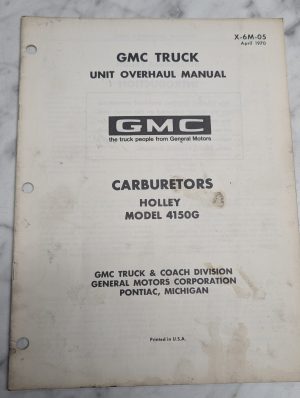 X-6M-05
April 1970
GMC TRUCK
UNIT OVERHAUL MANUAL
GMC
the truck people from General Motors
CARBURETORS
HOLLEY
MODEL 4150G
GMC TRUCK & COACH DIVISION
GENERAL MOTORS CORPORATION
PONTIAC, MICHIGAN
Printed in U.S.A.